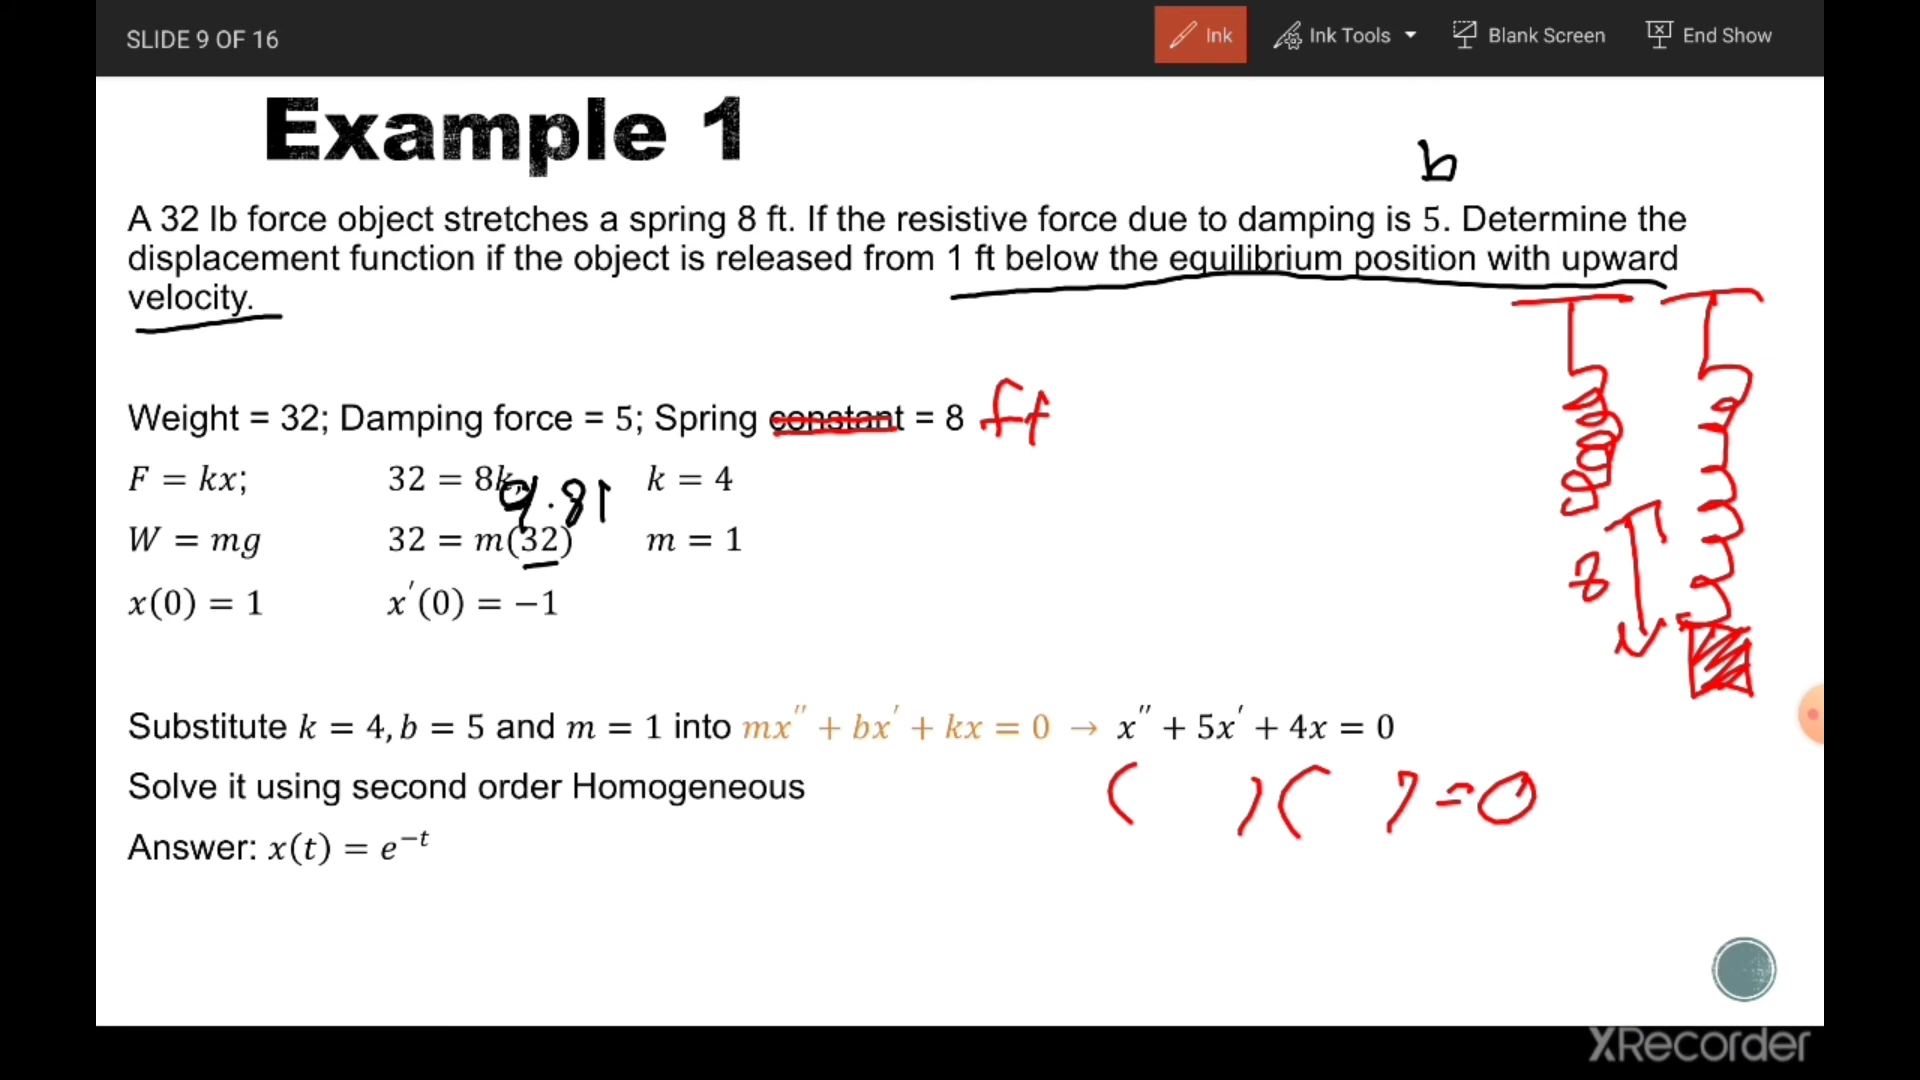 SLIDE 9 OF 16
Ink
Ink Tools
Blank Screen
End Show
Example 1
b
A 32 lb force object stretches a spring 8 ft. If the resistive force due to damping is 5. Determine the
displacement function if the object is released from 1 ft below the equilibrium position with upward
velocity.
Weight = 32; Damping force = 5; Spring constant = 8 ft
F = kx; 32 = 8k, k = 4
9.81
W = mg 32 = m(32) m = 1
x(0) = 1 x′(0) = −1
8
Substitute k = 4, b = 5 and m = 1 into mx″ + bx′ + kx = 0 → x″ + 5x′ + 4x = 0
Solve it using second order Homogeneous
( )( ) = 0
Answer: x(t) = e⁻ᵗ
XRecorder